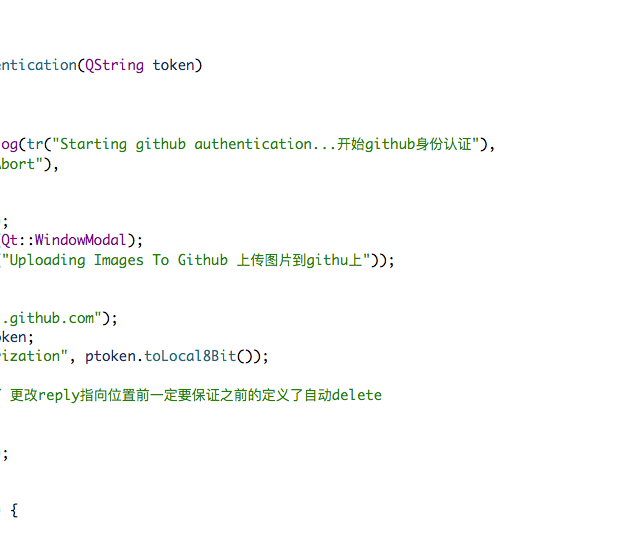 entication(QString token)
og(tr("Starting github authentication...开始github身份认证"),
Abort"),
;
(Qt::WindowModal);
("Uploading Images To Github 上传图片到githu上"));
.github.com");
oken;
rization", ptoken.toLocal8Bit());
/ 更改reply指向位置前一定要保证之前的定义了自动delete
;
{